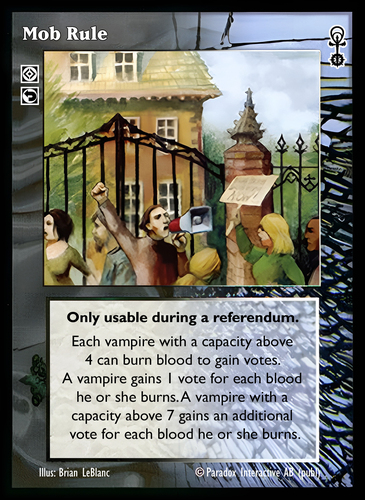 Mob Rule
Only usable during a referendum.
Each vampire with a capacity above
4 can burn blood to gain votes.
A vampire gains 1 vote for each blood
he or she burns. A vampire with a
capacity above 7 gains an additional
vote for each blood he or she burns.
Illus: Brian LeBlanc
© Paradox Interactive AB (publ)